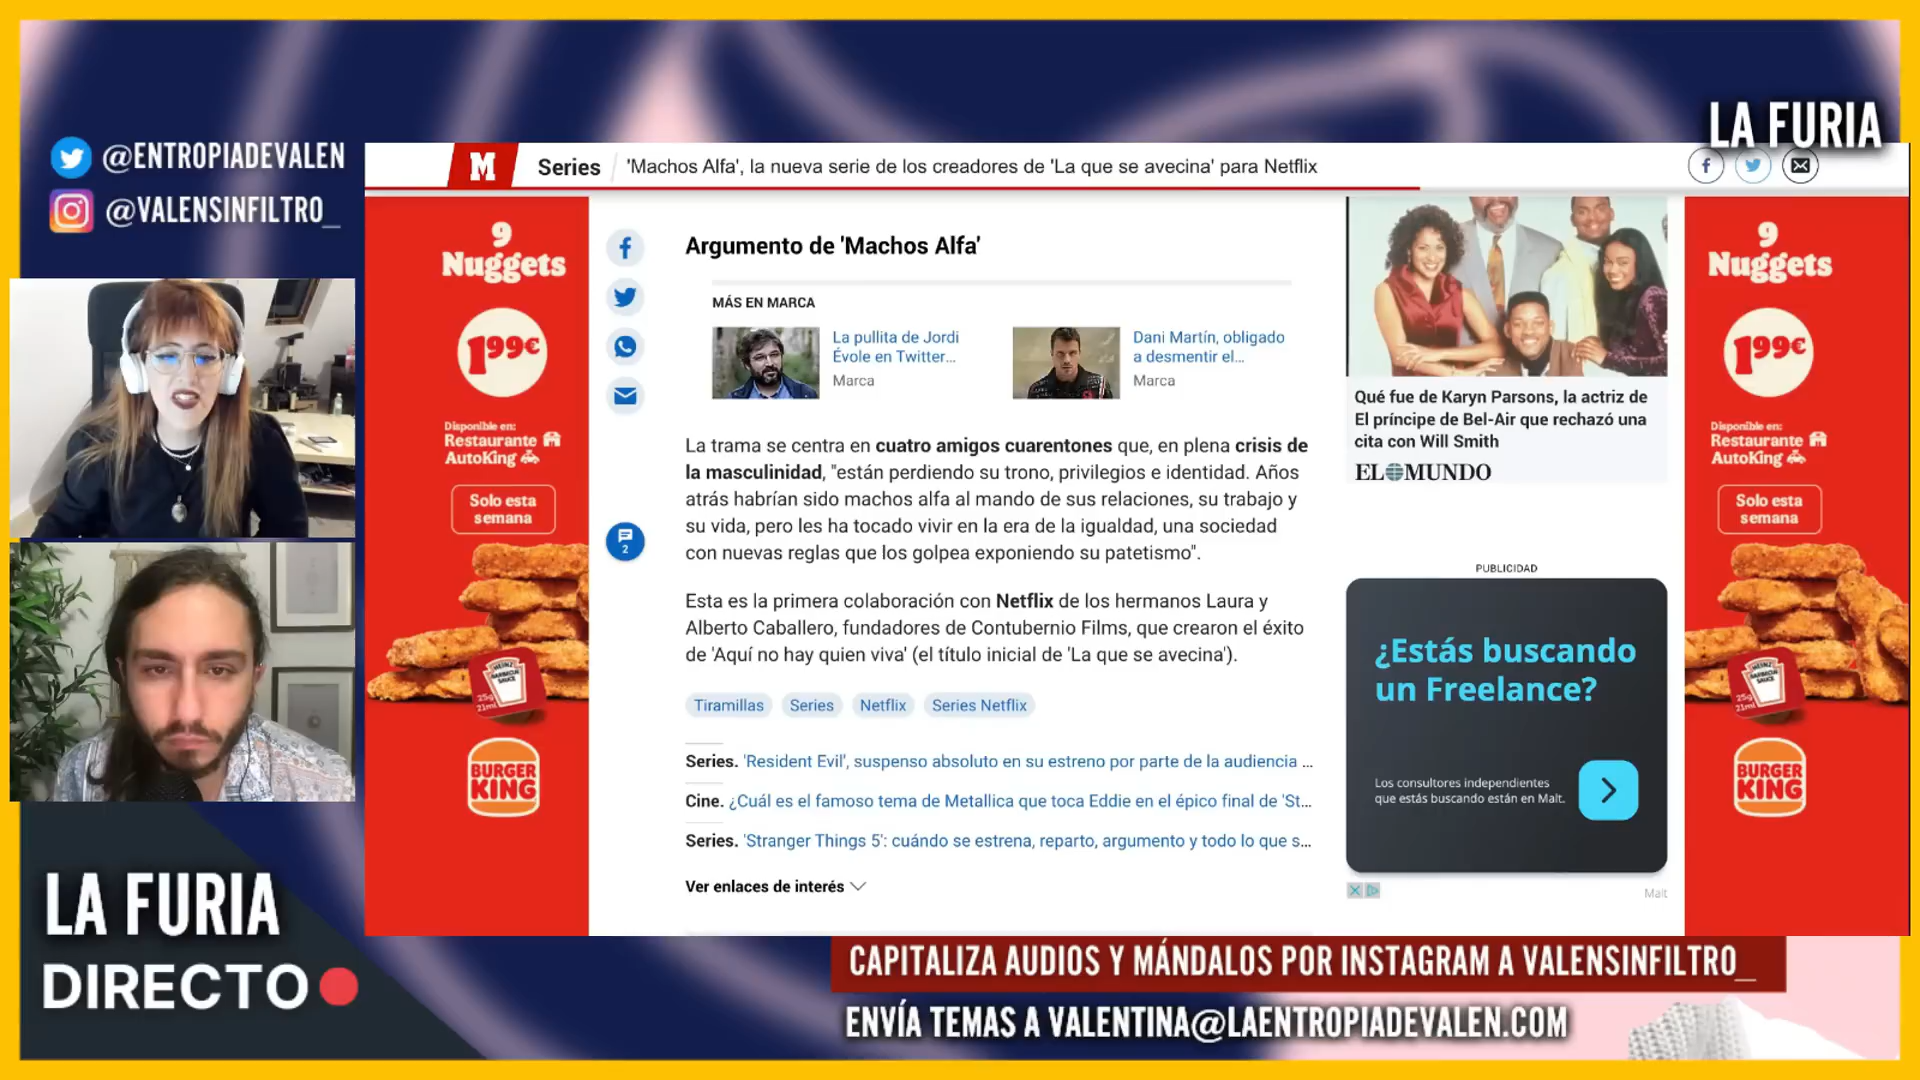 LA FURIA
@ENTROPIADEVALEN
@VALENSINFILTRO_
M
Series
'Machos Alfa', la nueva serie de los creadores de 'La que se avecina' para Netflix
9
Nuggets
1,99€
Disponible en:
Restaurante
AutoKing
Solo esta
semana
HEINZ
BARBECUE
SAUCE
25g
21ml
BURGER
KING
Argumento de 'Machos Alfa'
MÁS EN MARCA
La pullita de Jordi
Évole en Twitter...
Marca
Dani Martín, obligado
a desmentir el...
Marca
La trama se centra en cuatro amigos cuarentones que, en plena crisis de
la masculinidad, "están perdiendo su trono, privilegios e identidad. Años
atrás habrían sido machos alfa al mando de sus relaciones, su trabajo y
su vida, pero les ha tocado vivir en la era de la igualdad, una sociedad
con nuevas reglas que los golpea exponiendo su patetismo".
2
Esta es la primera colaboración con Netflix de los hermanos Laura y
Alberto Caballero, fundadores de Contubernio Films, que crearon el éxito
de 'Aquí no hay quien viva' (el título inicial de 'La que se avecina').
Tiramillas
Series
Netflix
Series Netflix
Series. 'Resident Evil', suspenso absoluto en su estreno por parte de la audiencia ...
Cine. ¿Cuál es el famoso tema de Metallica que toca Eddie en el épico final de 'St...
Series. 'Stranger Things 5': cuándo se estrena, reparto, argumento y todo lo que s...
Ver enlaces de interés
Qué fue de Karyn Parsons, la actriz de
El príncipe de Bel-Air que rechazó una
cita con Will Smith
EL MUNDO
PUBLICIDAD
¿Estás buscando
un Freelance?
Los consultores independientes
que estás buscando están en Malt.
Malt
9
Nuggets
1,99€
Disponible en:
Restaurante
AutoKing
Solo esta
semana
HEINZ
BARBECUE
SAUCE
25g
21ml
BURGER
KING
LA FURIA
DIRECTO
CAPITALIZA AUDIOS Y MÁNDALOS POR INSTAGRAM A VALENSINFILTRO_
ENVÍA TEMAS A VALENTINA@LAENTROPIADEVALEN.COM